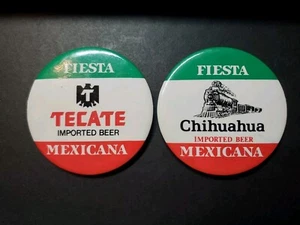 FIESTA
T
TECATE
IMPORTED BEER
MEXICANA
FIESTA
Chihuahua
IMPORTED BEER
MEXICANA